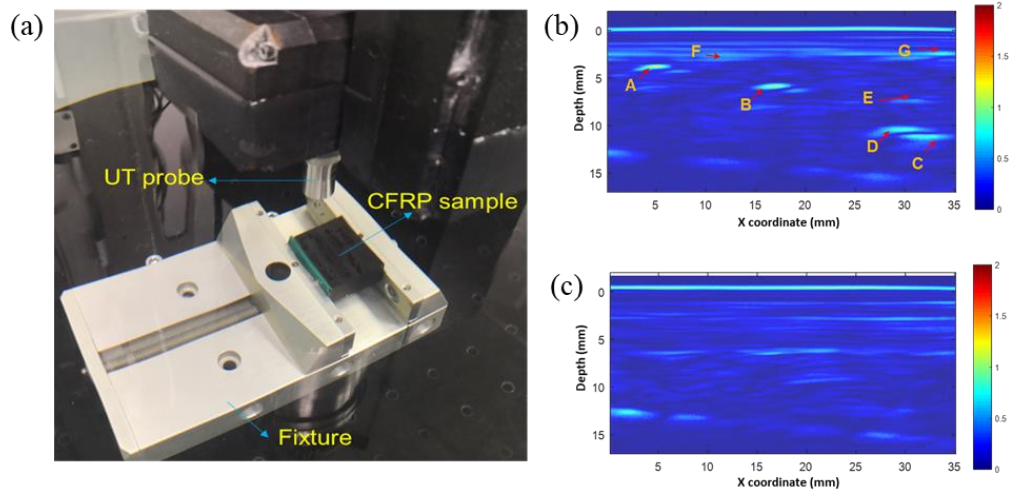 (a)
UT probe
CFRP sample
Fixture
(b)
0
5
10
15
Depth (mm)
F
G
A
B
E
D
C
5
10
15
20
25
30
35
X coordinate (mm)
2
1.5
1
0.5
0
(c)
0
5
10
15
Depth (mm)
5
10
15
20
25
30
35
X coordinate (mm)
2
1.5
1
0.5
0